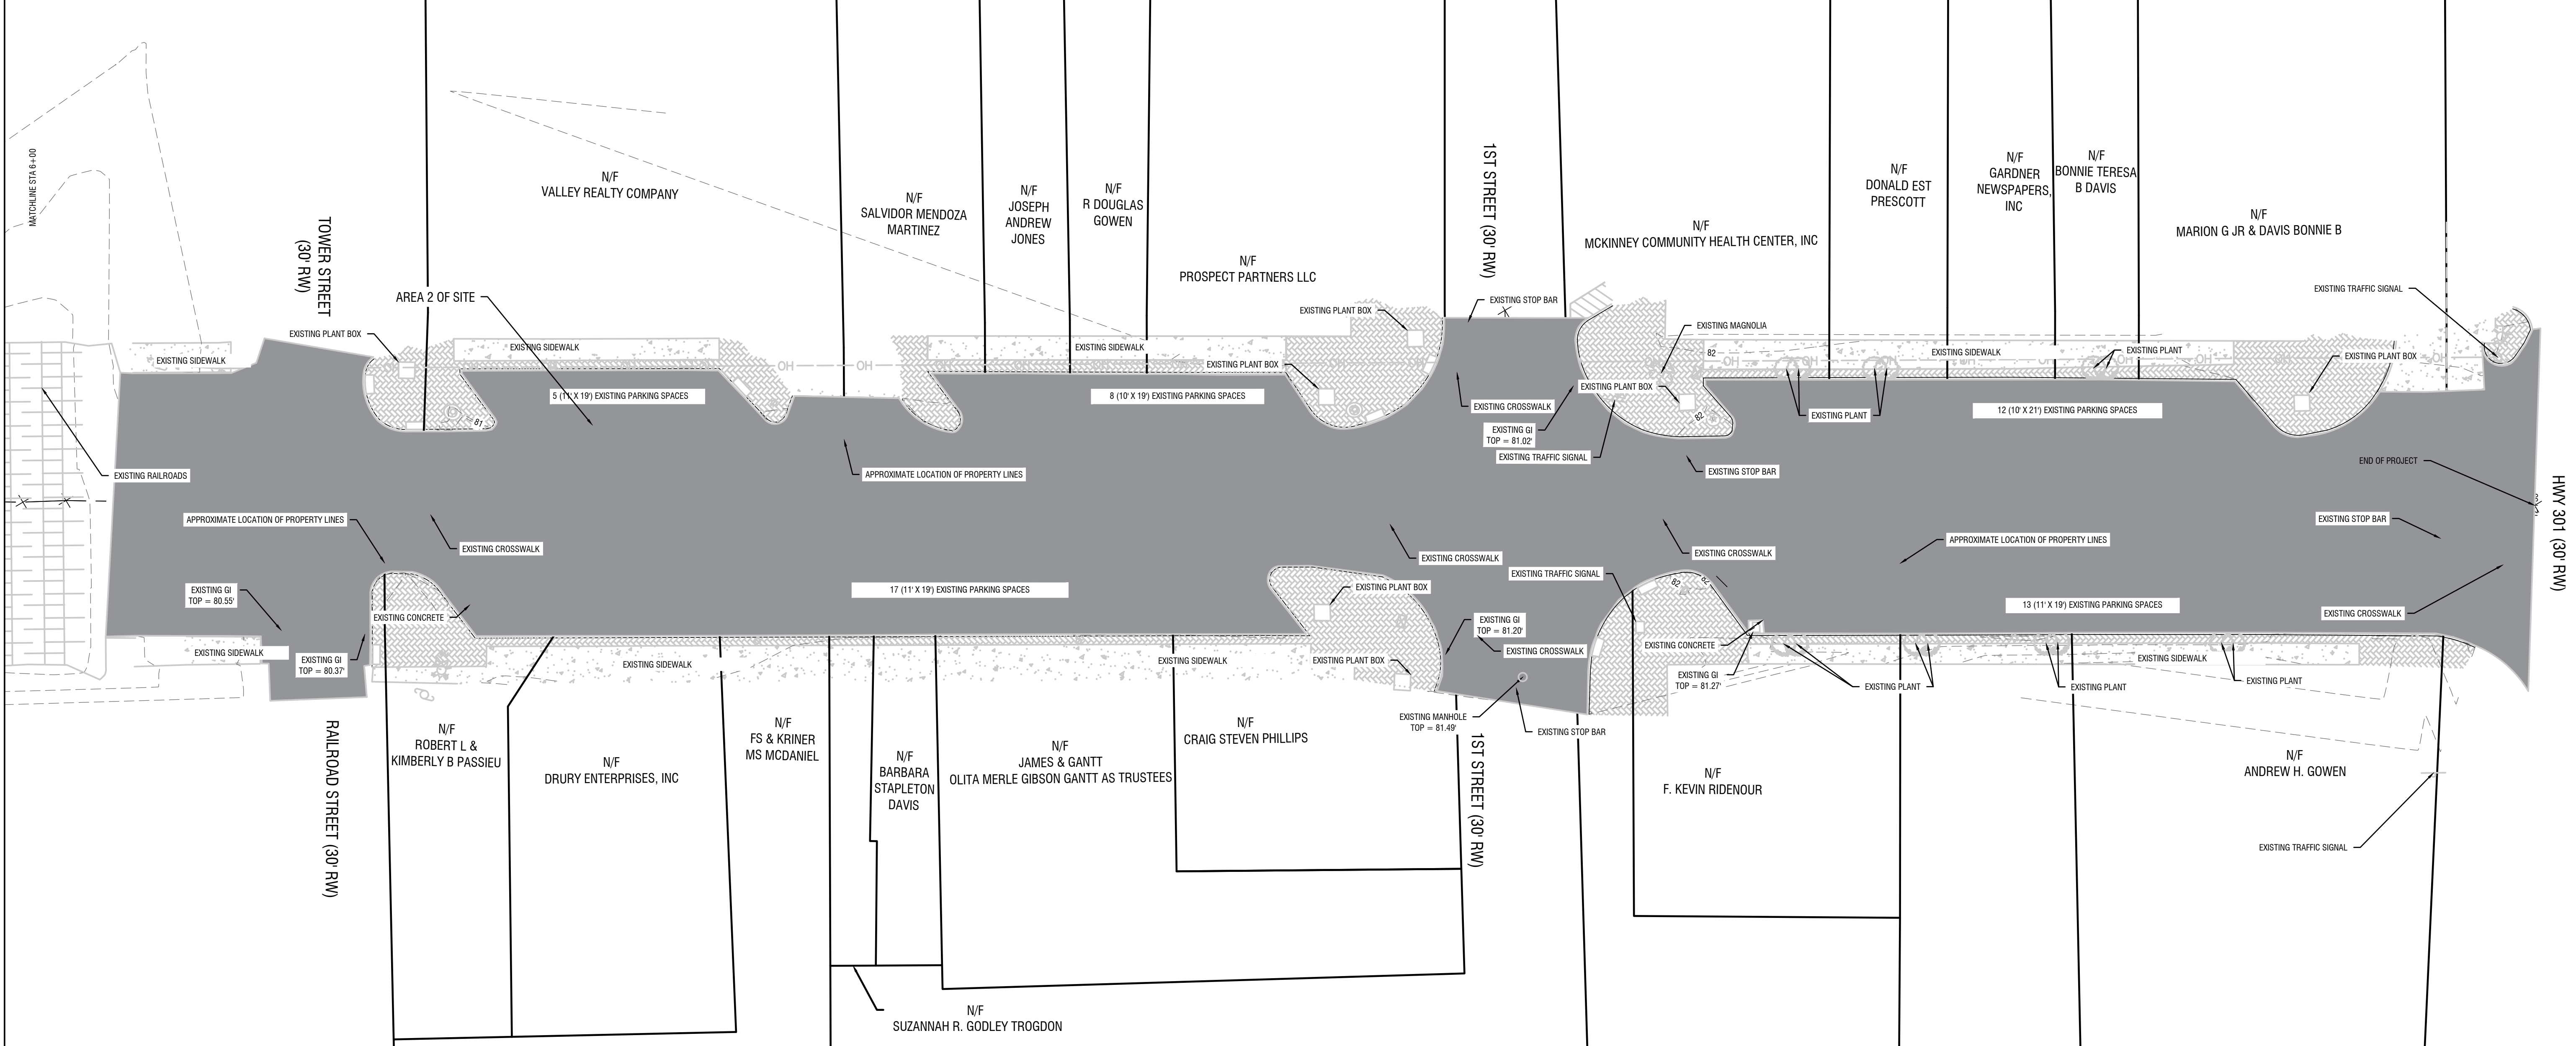 MATCHLINE STA 6+00
TOWER STREET
(30' RW)
N/F
VALLEY REALTY COMPANY
N/F
SALVIDOR MENDOZA
MARTINEZ
N/F
JOSEPH
ANDREW
JONES
N/F
R DOUGLAS
GOWEN
N/F
PROSPECT PARTNERS LLC
1ST STREET (30' RW)
N/F
MCKINNEY COMMUNITY HEALTH CENTER, INC
N/F
DONALD EST
PRESCOTT
N/F
GARDNER
NEWSPAPERS,
INC
N/F
BONNIE TERESA
B DAVIS
N/F
MARION G JR & DAVIS BONNIE B
EXISTING TRAFFIC SIGNAL
AREA 2 OF SITE
EXISTING PLANT BOX
EXISTING SIDEWALK
EXISTING SIDEWALK
EXISTING SIDEWALK
EXISTING PLANT BOX
EXISTING PLANT BOX
EXISTING STOP BAR
EXISTING MAGNOLIA
82
EXISTING SIDEWALK
EXISTING PLANT
EXISTING PLANT BOX
OH
OH
OH
OH
OH
OH
OH
OH
81
5 (11' X 19') EXISTING PARKING SPACES
8 (10' X 19') EXISTING PARKING SPACES
EXISTING CROSSWALK
EXISTING PLANT BOX
82
EXISTING PLANT
12 (10' X 21') EXISTING PARKING SPACES
EXISTING GI
TOP = 81.02'
EXISTING TRAFFIC SIGNAL
EXISTING STOP BAR
END OF PROJECT
EXISTING RAILROADS
APPROXIMATE LOCATION OF PROPERTY LINES
HWY 301 (30' RW)
APPROXIMATE LOCATION OF PROPERTY LINES
EXISTING CROSSWALK
EXISTING CROSSWALK
EXISTING CROSSWALK
APPROXIMATE LOCATION OF PROPERTY LINES
EXISTING STOP BAR
EXISTING GI
TOP = 80.55'
EXISTING CONCRETE
17 (11' X 19') EXISTING PARKING SPACES
EXISTING PLANT BOX
EXISTING TRAFFIC SIGNAL
82
82
13 (11' X 19') EXISTING PARKING SPACES
EXISTING CROSSWALK
EXISTING SIDEWALK
EXISTING GI
TOP = 80.37'
EXISTING SIDEWALK
EXISTING SIDEWALK
EXISTING PLANT BOX
EXISTING GI
TOP = 81.20'
EXISTING CROSSWALK
EXISTING CONCRETE
EXISTING GI
TOP = 81.27'
EXISTING PLANT
EXISTING PLANT
EXISTING SIDEWALK
EXISTING PLANT
RAILROAD STREET (30' RW)
N/F
ROBERT L &
KIMBERLY B PASSIEU
N/F
DRURY ENTERPRISES, INC
N/F
FS & KRINER
MS MCDANIEL
N/F
BARBARA
STAPLETON
DAVIS
N/F
JAMES & GANTT
OLITA MERLE GIBSON GANTT AS TRUSTEES
N/F
CRAIG STEVEN PHILLIPS
EXISTING MANHOLE
TOP = 81.49'
EXISTING STOP BAR
1ST STREET (30' RW)
N/F
F. KEVIN RIDENOUR
N/F
ANDREW H. GOWEN
EXISTING TRAFFIC SIGNAL
N/F
SUZANNAH R. GODLEY TROGDON